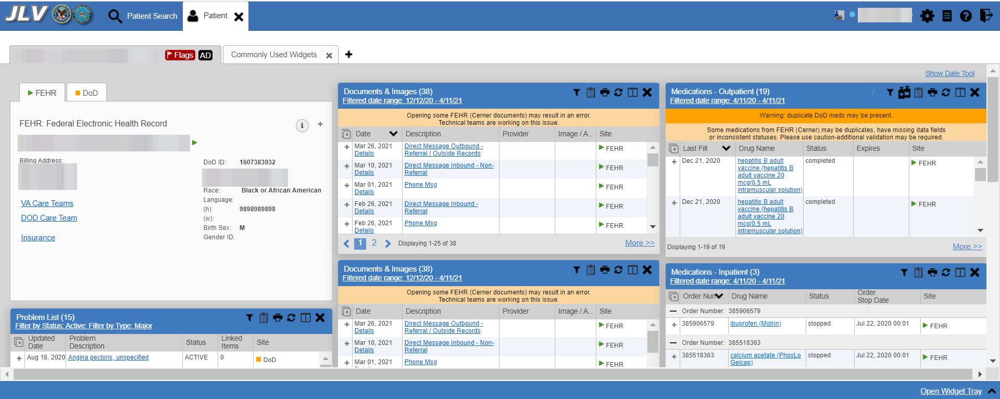 JLV
Patient Search
Patient
Flags
AD
Commonly Used Widgets
Show Date Tool
FEHR
DoD
FEHR: Federal Electronic Health Record
i
Billing Address:
VA Care Teams
DOD Care Team
Insurance
DoD ID: 1607383932
Race: Black or African American
Language:
(h): 9898989898
(w):
Birth Sex: M
Gender ID:
Problem List (15)
Filter by Status: Active; Filter by Type: Major
Updated Date Problem Description Status Linked Items Site
Aug 18, 2020 Angina pectoris, unspecified ACTIVE 0 DoD
Documents & Images (38)
Filtered date range: 12/12/20 - 4/11/21
Opening some FEHR (Cerner documents) may result in an error.
Technical teams are working on this issue.
Date Description Provider Image / A... Site
Mar 26, 2021 Direct Message Outbound - FEHR
Details Referral / Outside Records
Mar 10, 2021 Direct Message Inbound - Non- FEHR
Details Referral
Mar 01, 2021 Phone Msg FEHR
Details
Feb 26, 2021 Direct Message Inbound - FEHR
Details Referral
Feb 26, 2021 Phone Msg FEHR
Details
1 2 Displaying 1-25 of 38 More >>
Documents & Images (38)
Filtered date range: 12/12/20 - 4/11/21
Opening some FEHR (Cerner documents) may result in an error.
Technical teams are working on this issue.
Date Description Provider Image / A... Site
Mar 26, 2021 Direct Message Outbound - FEHR
Details Referral / Outside Records
Mar 10, 2021 Direct Message Inbound - Non- FEHR
Details Referral
Mar 01, 2021 Phone Msg FEHR
Medications - Outpatient (19)
Filtered date range: 4/11/20 - 4/11/21
Warning: duplicate DoD meds may be present.
Some medications from FEHR (Cerner) may be duplicates, have missing data fields
or inconsistent statuses. Please use caution-additional validation may be required.
Last Fill Drug Name Status Expires Site
Dec 21, 2020 hepatitis B adult completed FEHR
vaccine (hepatitis B
adult vaccine 20
mcg/0.5 mL
intramuscular solution)
Dec 21, 2020 hepatitis B adult completed FEHR
vaccine (hepatitis B
adult vaccine 20
mcg/0.5 mL
intramuscular solution)
Displaying 1-19 of 19 More >>
Medications - Inpatient (3)
Filtered date range: 4/11/20 - 4/11/21
Order Num... Drug Name Status Order Stop Date Site
Order Number: 385906579
385906579 ibuprofen (Motrin) stopped Jul 22, 2020 00:01 FEHR
Order Number: 385518363
385518363 calcium acetate (PhosLo stopped Jul 22, 2020 00:01 FEHR
Gelcap)
Open Widget Tray